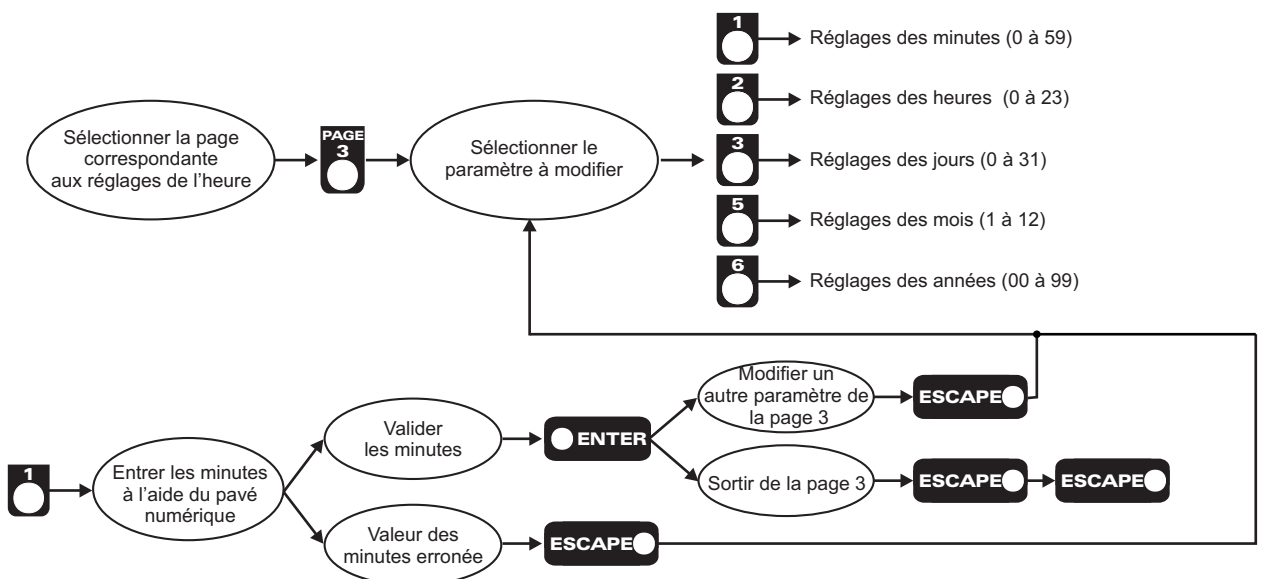 Sélectionner la page
correspondante
aux réglages de l'heure
PAGE
3
Sélectionner le
paramètre à modifier
1
Réglages des minutes (0 à 59)
2
Réglages des heures (0 à 23)
3
Réglages des jours (0 à 31)
5
Réglages des mois (1 à 12)
6
Réglages des années (00 à 99)
1
Entrer les minutes
à l'aide du pavé
numérique
Valider
les minutes
ENTER
Modifier un
autre paramètre de
la page 3
ESCAPE
Sortir de la page 3
ESCAPE
ESCAPE
Valeur des
minutes erronée
ESCAPE